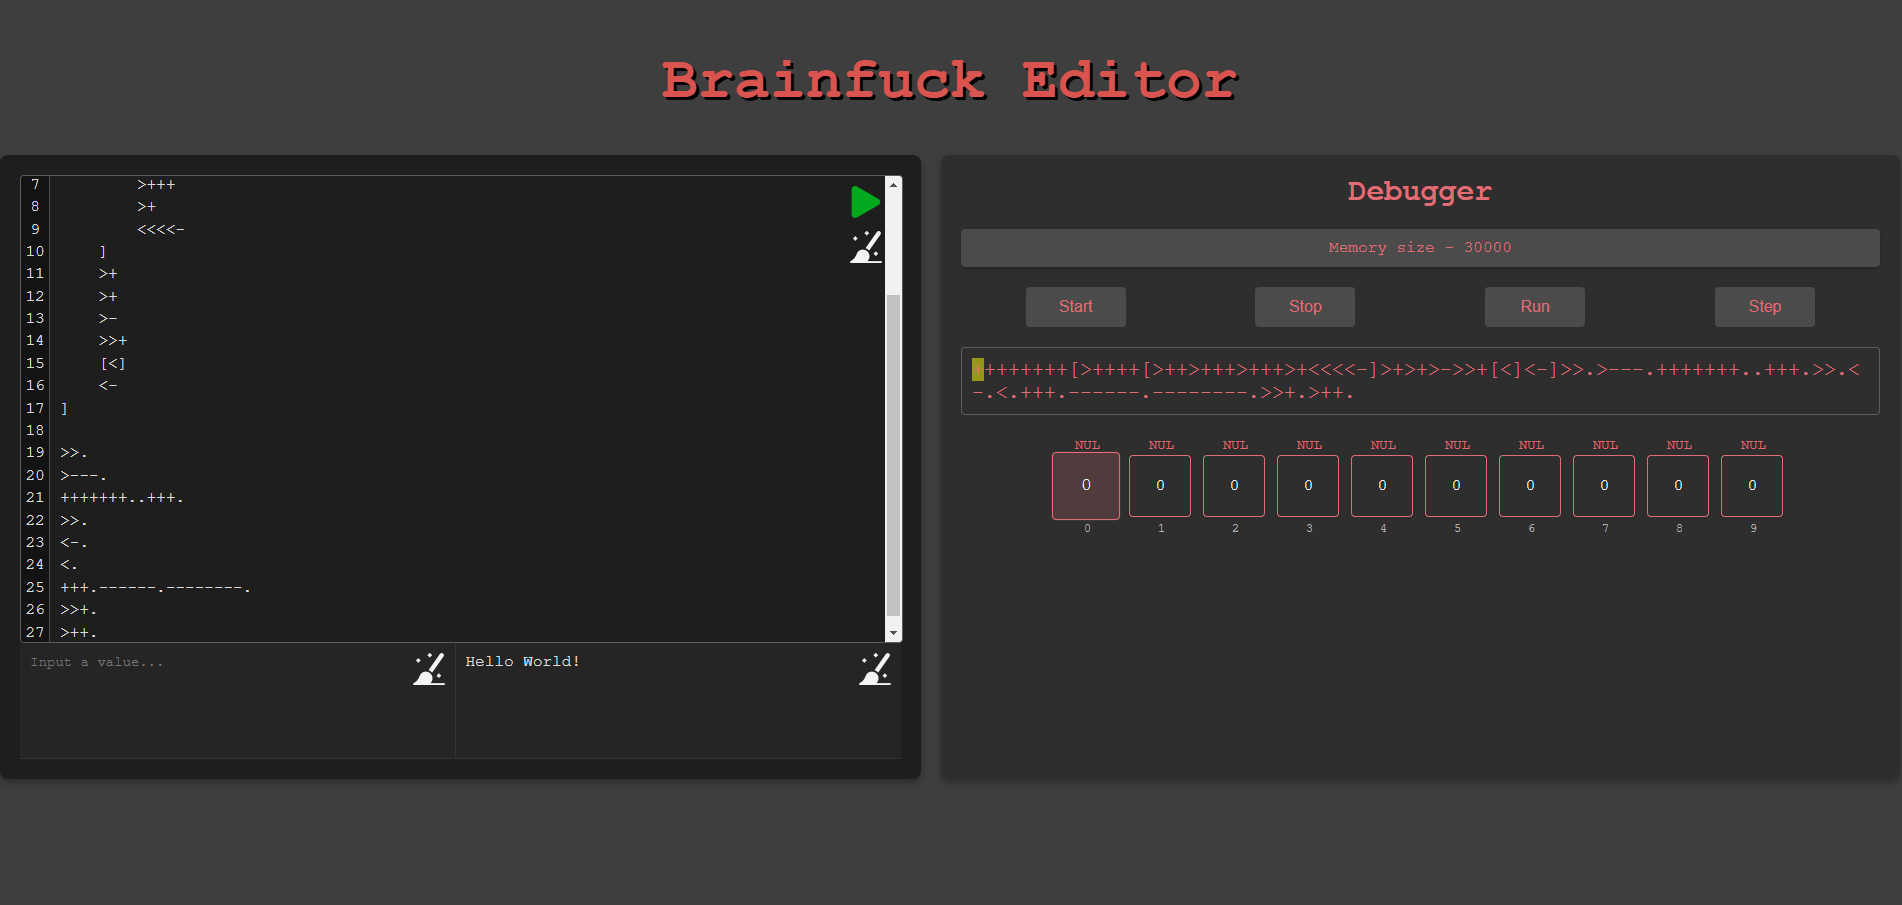 Brainfuck Editor
7 >+++
8 >+
9 <<<<-
10 ]
11 >+
12 >+
13 >-
14 >>+
15 [<]
16 <-
17 ]
18
19 >>.
20 >---.
21 +++++++..+++.
22 >>.
23 <-.
24 <.
25 +++.------.--------.
26 >>+.
27 >++.
Input a value...
Hello World!
Debugger
Memory size - 30000
Start Stop Run Step
++++++++[>++++[>++>+++>+++>+<<<<-]>+>+>->>+[<]<-]>>.>---.+++++++..+++.>>.<
-.<.+++.------.--------.>>+.>++.
NUL NUL NUL NUL NUL NUL NUL NUL NUL NUL
0 0 0 0 0 0 0 0 0 0
0 1 2 3 4 5 6 7 8 9